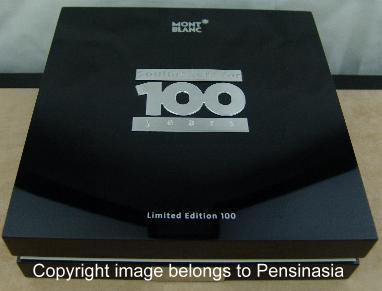 MONT
BLANC
100
years
Limited Edition 100
Copyright image belongs to Pensinasia